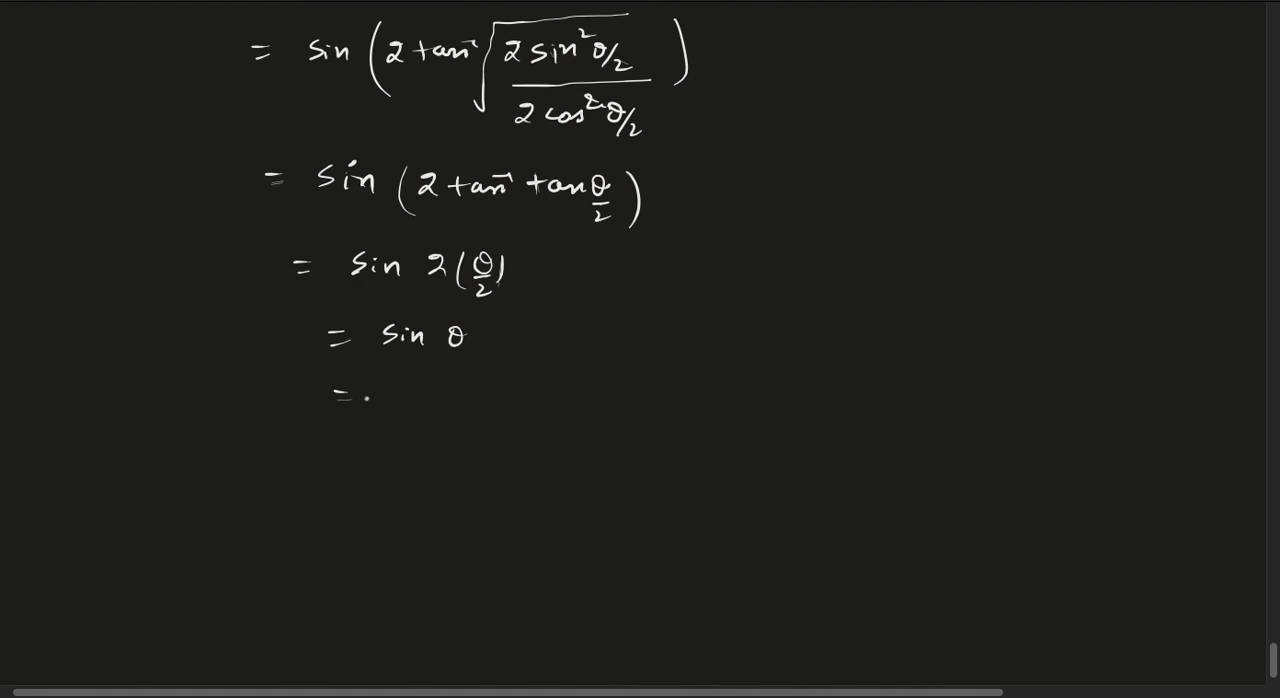 = sin (2 tan⁻¹ √(2 sin² θ/2 / 2 cos² θ/2))
= sin (2 tan⁻¹ tan θ/2)
= sin 2(θ/2)
= sin θ
= .